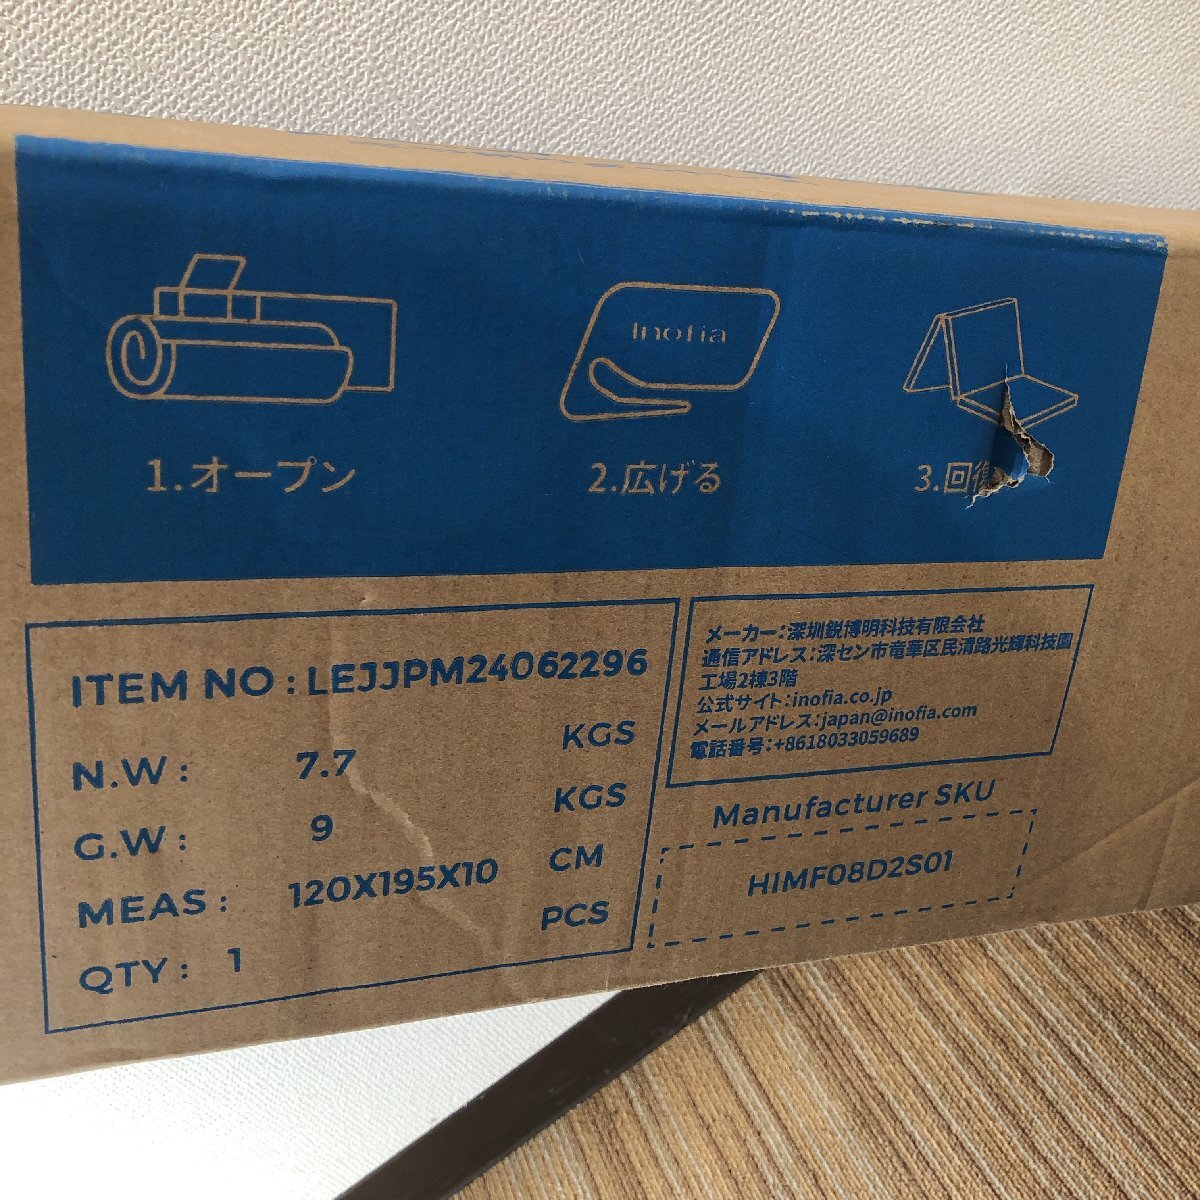 Inofia
1.オープン
2.広げる
3.回復
ITEM NO : LEJJPM24062296
N.W : 7.7 KGS
G.W : 9 KGS
MEAS : 120X195X10 CM
QTY : 1 PCS
メーカー:深圳鋭博明科技有限会社
通信アドレス:深セン市竜華区民清路光輝科技園
工場2棟3階
公式サイト:inofia.co.jp
メールアドレス:japan@inofia.com
電話番号:+8618033059689
Manufacturer SKU
HIMF08D2S01